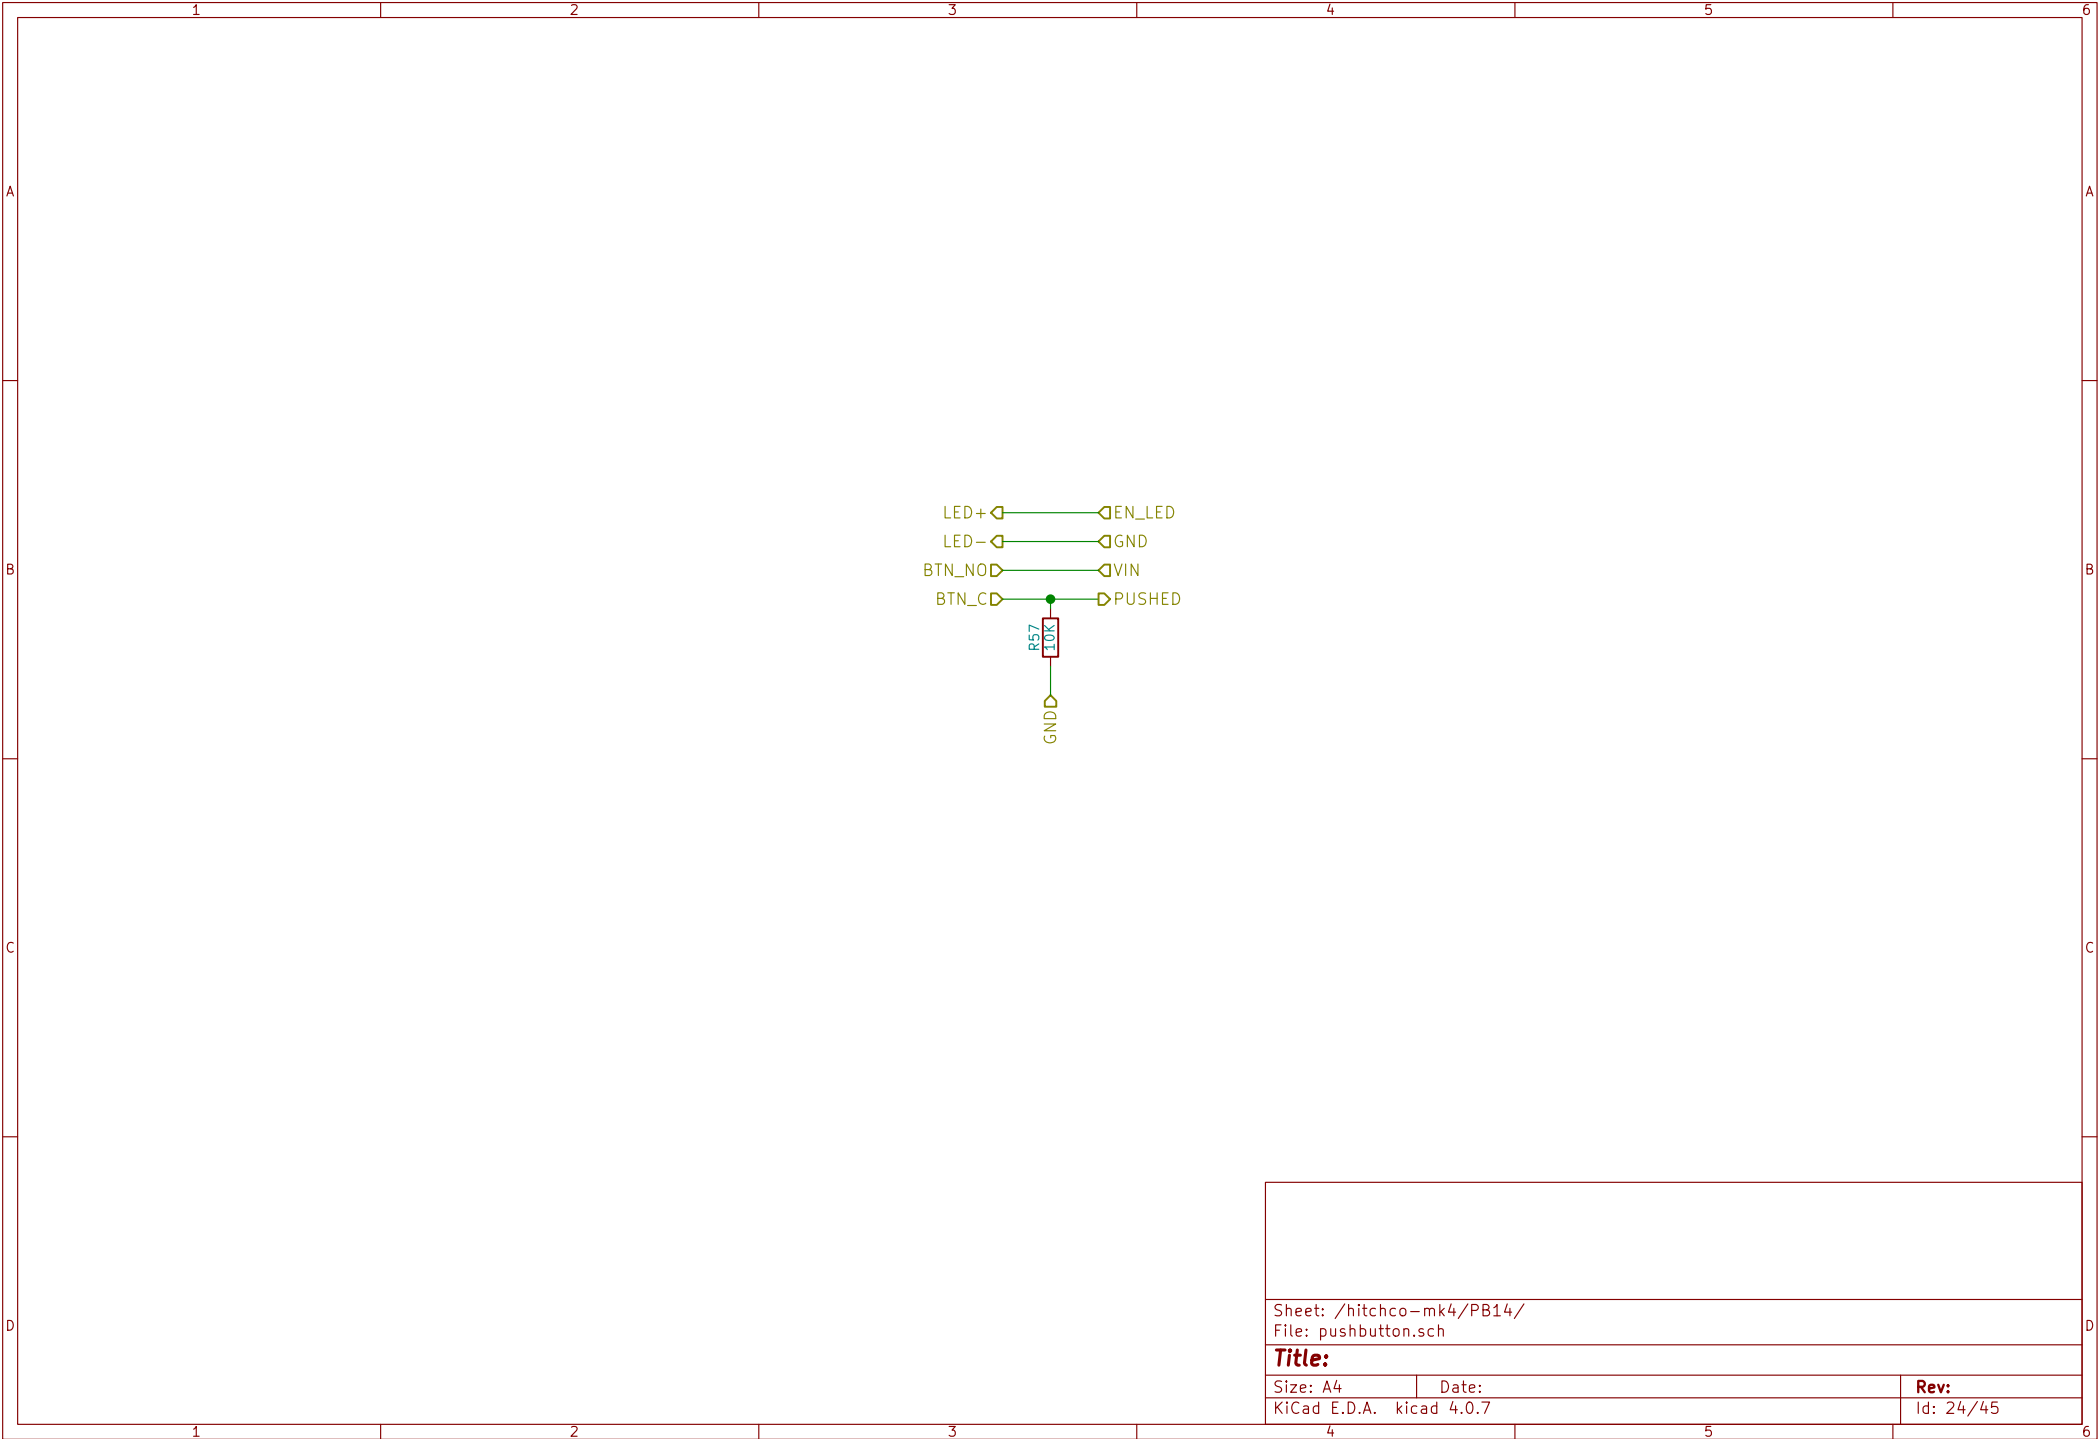 1 2 3 4 5 6
A A
LED+ EN_LED
LED- GND
B B
BTN_NO VIN
BTN_C PUSHED
R57
10K
GND
C C
Sheet: /hitchco-mk4/PB14/
File: pushbutton.sch
D D
Title:
Size: A4 Date: Rev:
KiCad E.D.A. kicad 4.0.7 Id: 24/45
1 2 3 4 5 6